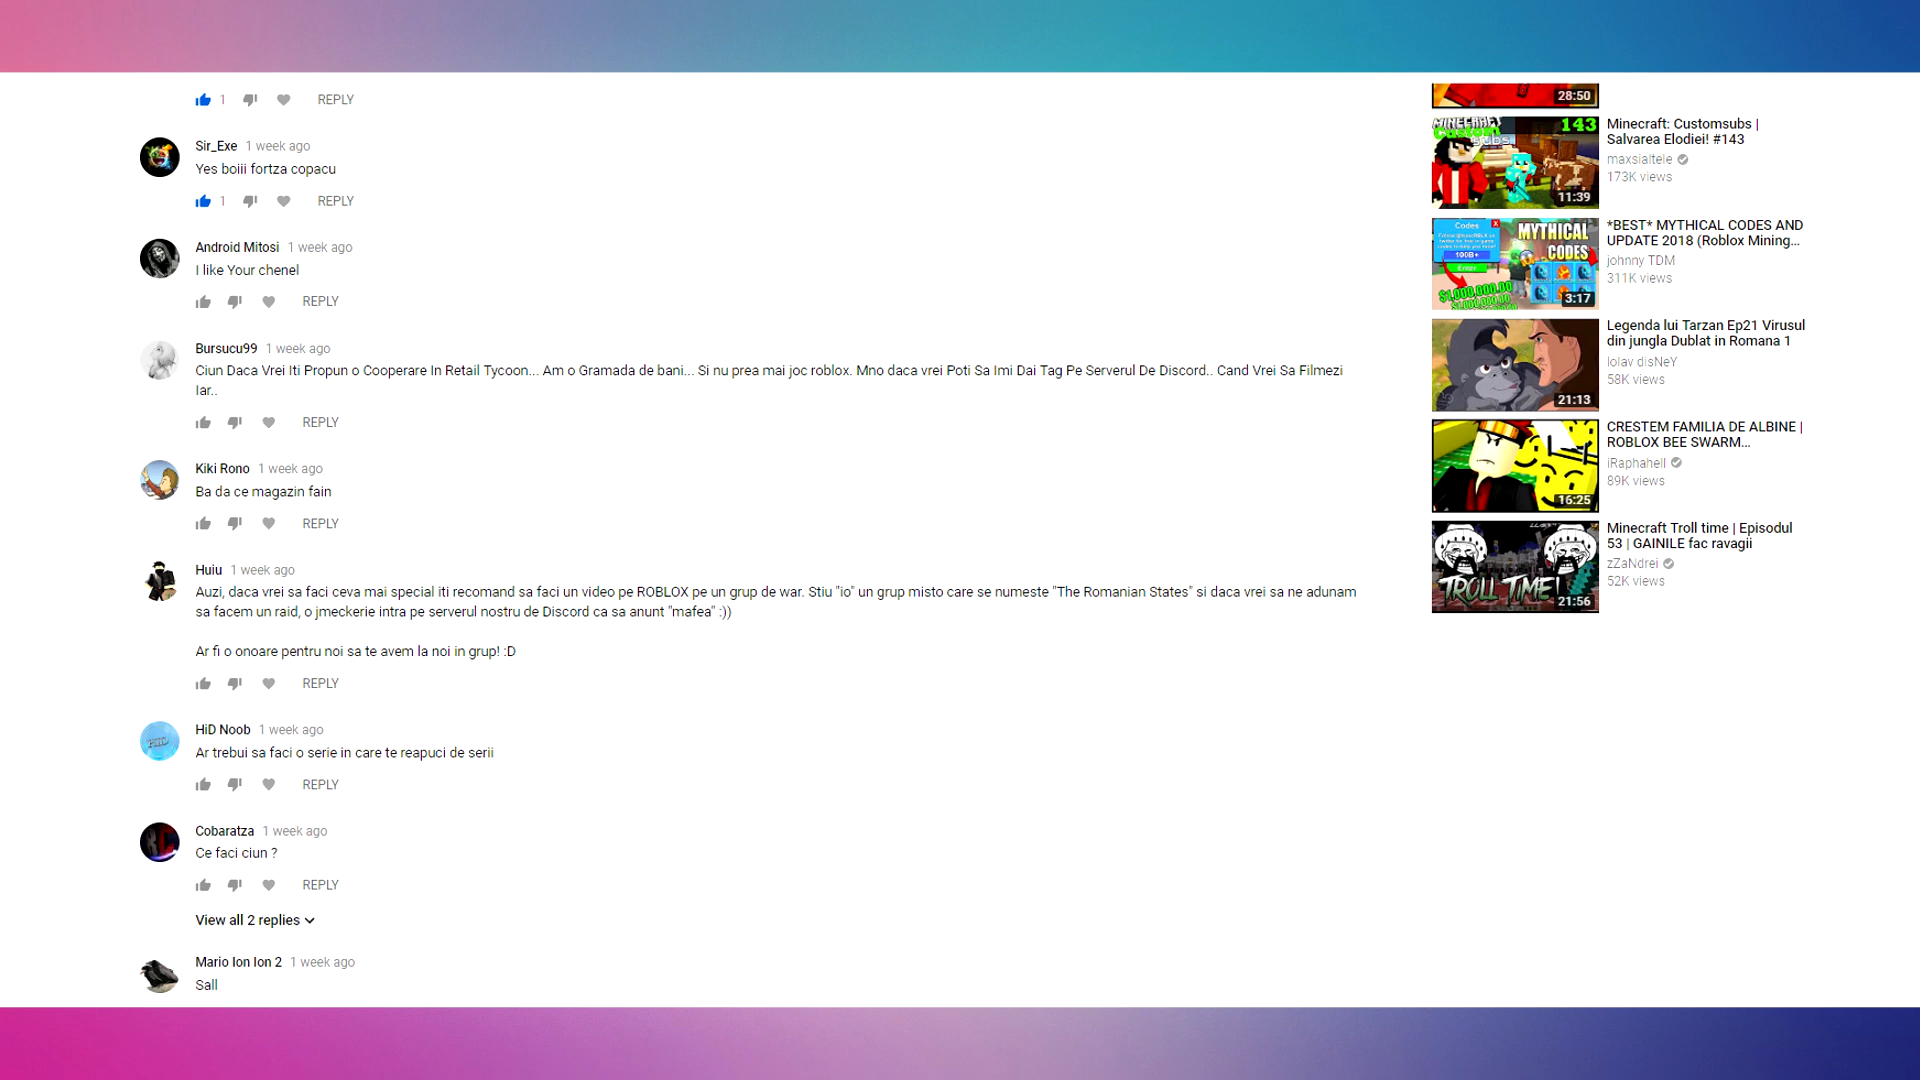 1 REPLY
Sir_Exe 1 week ago
Yes boiii fortza copacu
1 REPLY
Android Mitosi 1 week ago
I like Your chenel
REPLY
Bursucu99 1 week ago
Ciun Daca Vrei Iti Propun o Cooperare In Retail Tycoon... Am o Gramada de bani... Si nu prea mai joc roblox. Mno daca vrei Poti Sa Imi Dai Tag Pe Serverul De Discord.. Cand Vrei Sa Filmezi
Iar..
REPLY
Kiki Rono 1 week ago
Ba da ce magazin fain
REPLY
Huiu 1 week ago
Auzi, daca vrei sa faci ceva mai special iti recomand sa faci un video pe ROBLOX pe un grup de war. Stiu "io" un grup misto care se numeste "The Romanian States" si daca vrei sa ne adunam
sa facem un raid, o jmeckerie intra pe serverul nostru de Discord ca sa anunt "mafea" :))
Ar fi o onoare pentru noi sa te avem la noi in grup! :D
REPLY
HiD Noob 1 week ago
Ar trebui sa faci o serie in care te reapuci de serii
REPLY
Cobaratza 1 week ago
Ce faci ciun ?
REPLY
View all 2 replies
Mario Ion Ion 2 1 week ago
Sall
28:50
MINECRAFT
Custom
SUBS
143
11:39
Minecraft: Customsubs |
Salvarea Elodiei! #143
maxsialtele
173K views
Codes
100B+
Enter
MYTHICAL
CODES
$1,000,000.00
3:17
*BEST* MYTHICAL CODES AND
UPDATE 2018 (Roblox Mining...
johnny TDM
311K views
21:13
Legenda lui Tarzan Ep21 Virusul
din jungla Dublat in Romana 1
lolav disNeY
58K views
16:25
CRESTEM FAMILIA DE ALBINE |
ROBLOX BEE SWARM...
iRaphahell
89K views
TROLL TIME!
21:56
Minecraft Troll time | Episodul
53 | GAINILE fac ravagii
zZaNdrei
52K views